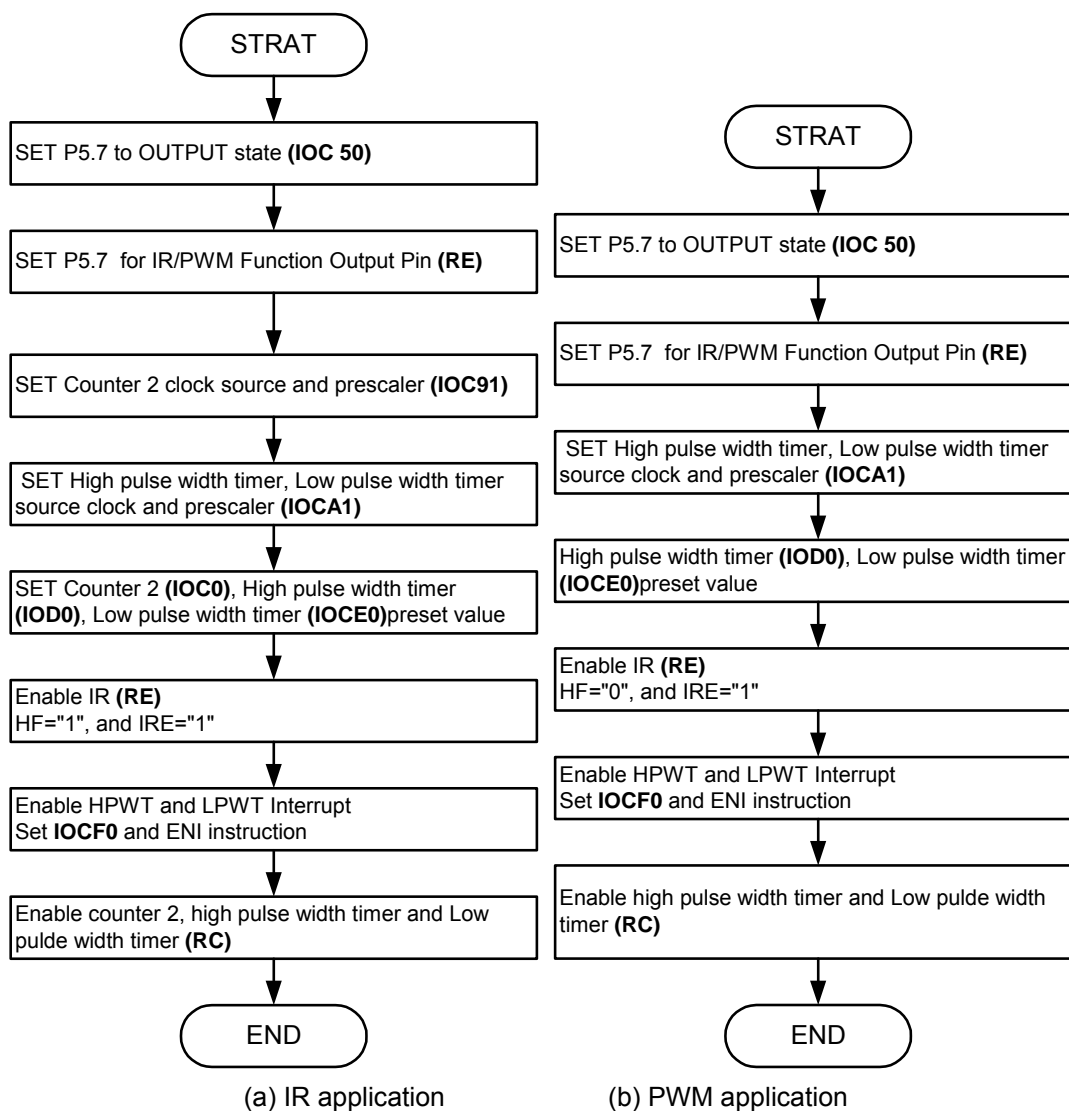 STRAT
SET P5.7 to OUTPUT state (IOC 50)
SET P5.7 for IR/PWM Function Output Pin (RE)
SET Counter 2 clock source and prescaler (IOC91)
SET High pulse width timer, Low pulse width timer
source clock and prescaler (IOCA1)
SET Counter 2 (IOC0), High pulse width timer
(IOD0), Low pulse width timer (IOCE0)preset value
Enable IR (RE)
HF="1", and IRE="1"
Enable HPWT and LPWT Interrupt
Set IOCF0 and ENI instruction
Enable counter 2, high pulse width timer and Low
pulde width timer (RC)
END
(a) IR application
STRAT
SET P5.7 to OUTPUT state (IOC 50)
SET P5.7 for IR/PWM Function Output Pin (RE)
SET High pulse width timer, Low pulse width timer
source clock and prescaler (IOCA1)
High pulse width timer (IOD0), Low pulse width timer
(IOCE0)preset value
Enable IR (RE)
HF="0", and IRE="1"
Enable HPWT and LPWT Interrupt
Set IOCF0 and ENI instruction
Enable high pulse width timer and Low pulde width
timer (RC)
END
(b) PWM application